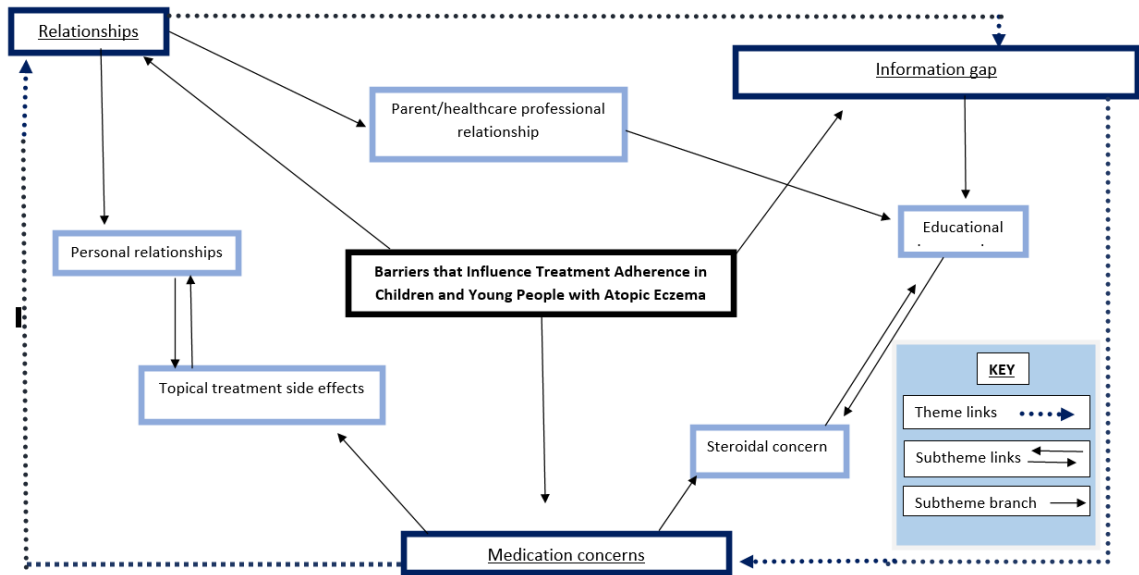 Relationships
Information gap
Parent/healthcare professional
relationship
Educational
Personal relationships
Barriers that Influence Treatment Adherence in
Children and Young People with Atopic Eczema
Topical treatment side effects
Steroidal concern
Medication concerns
KEY
Theme links
Subtheme links
Subtheme branch